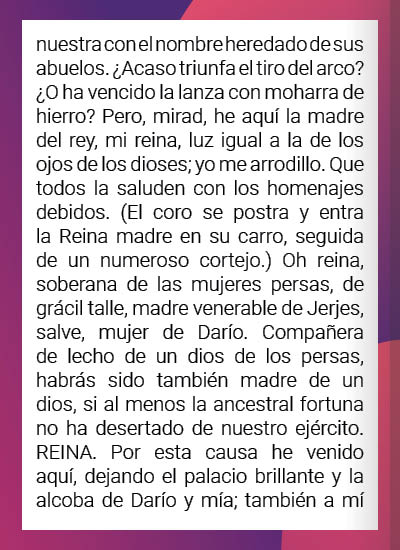 nuestra con el nombre heredado de sus
abuelos. ¿Acaso triunfa el tiro del arco?
¿O ha vencido la lanza con moharra de
hierro? Pero, mirad, he aquí la madre
del rey, mi reina, luz igual a la de los
ojos de los dioses; yo me arrodillo. Que
todos la saluden con los homenajes
debidos. (El coro se postra y entra
la Reina madre en su carro, seguida
de un numeroso cortejo.) Oh reina,
soberana de las mujeres persas, de
grácil talle, madre venerable de Jerjes,
salve, mujer de Darío. Compañera
de lecho de un dios de los persas,
habrás sido también madre de un
dios, si al menos la ancestral fortuna
no ha desertado de nuestro ejército.
REINA. Por esta causa he venido
aquí, dejando el palacio brillante y la
alcoba de Darío y mía; también a mí